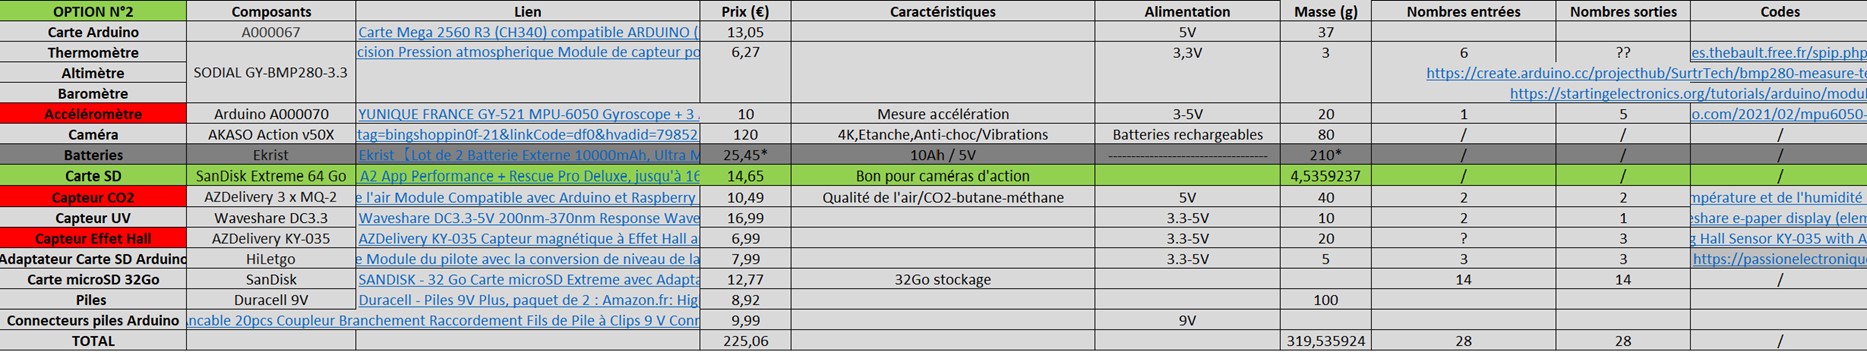 OPTION N°2 Composants Lien Prix (€) Caractéristiques Alimentation Masse (g) Nombres entrées Nombres sorties Codes
Carte Arduino A000067 Carte Mega 2560 R3 (CH340) compatible ARDUINO ( 13,05 5V 37
Thermomètre cision Pression atmospherique Module de capteur po 6,27 3,3V 3 6 ?? es.thebault.free.fr/spip.php
Altimètre SODIAL GY-BMP280-3.3 https://create.arduino.cc/projecthub/SurtrTech/bmp280-measure-te
Baromètre https://startingelectronics.org/tutorials/arduino/modul
Accéléromètre Arduino A000070 YUNIQUE FRANCE GY-521 MPU-6050 Gyroscope + 3 10 Mesure accélération 3-5V 20 1 5 o.com/2021/02/mpu6050-
Caméra AKASO Action v50X tag=bingshoppin0f-21&linkCode=df0&hvadid=79852 120 4K,Etanche,Anti-choc/Vibrations Batteries rechargeables 80 / / /
Batteries Ekrist Ekrist【Lot de 2 Batterie Externe 10000mAh, Ultra M 25,45* 10Ah / 5V ---------------------------------- 210* / / /
Carte SD SanDisk Extreme 64 Go A2 App Performance + Rescue Pro Deluxe, jusqu'à 16 14,65 Bon pour caméras d'action 4,5359237 / / /
Capteur CO2 AZDelivery 3 x MQ-2 e l'air Module Compatible avec Arduino et Raspberry 10,49 Qualité de l'air/CO2-butane-méthane 5V 40 2 2 mpérature et de l'humidité
Capteur UV Waveshare DC3.3 Waveshare DC3.3-5V 200nm-370nm Response Wave 16,99 3.3-5V 10 2 1 eshare e-paper display (elem
Capteur Effet Hall AZDelivery KY-035 AZDelivery KY-035 Capteur magnétique à Effet Hall a 6,99 3.3-5V 20 ? 3 g Hall Sensor KY-035 with A
Adaptateur Carte SD Arduino HiLetgo e Module du pilote avec la conversion de niveau de la 7,99 3.3-5V 5 3 3 https://passionelectronique
Carte microSD 32Go SanDisk SANDISK - 32 Go Carte microSD Extreme avec Adapta 12,77 32Go stockage 14 14 /
Piles Duracell 9V Duracell - Piles 9V Plus, paquet de 2 : Amazon.fr: Hig 8,92 100
Connecteurs piles Arduino ncable 20pcs Coupleur Branchement Raccordement Fils de Pile à Clips 9 V Conn 9,99 9V
TOTAL 225,06 319,535924 28 28 /